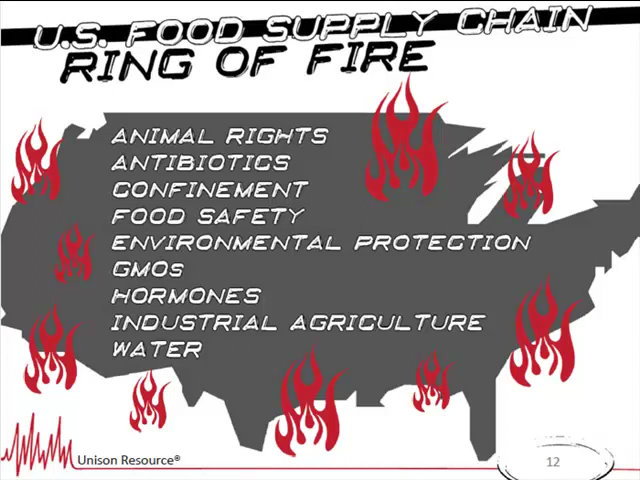 U.S. FOOD SUPPLY CHAIN
RING OF FIRE
ANIMAL RIGHTS
ANTIBIOTICS
CONFINEMENT
FOOD SAFETY
ENVIRONMENTAL PROTECTION
GMOs
HORMONES
INDUSTRIAL AGRICULTURE
WATER
Unison Resource®
12